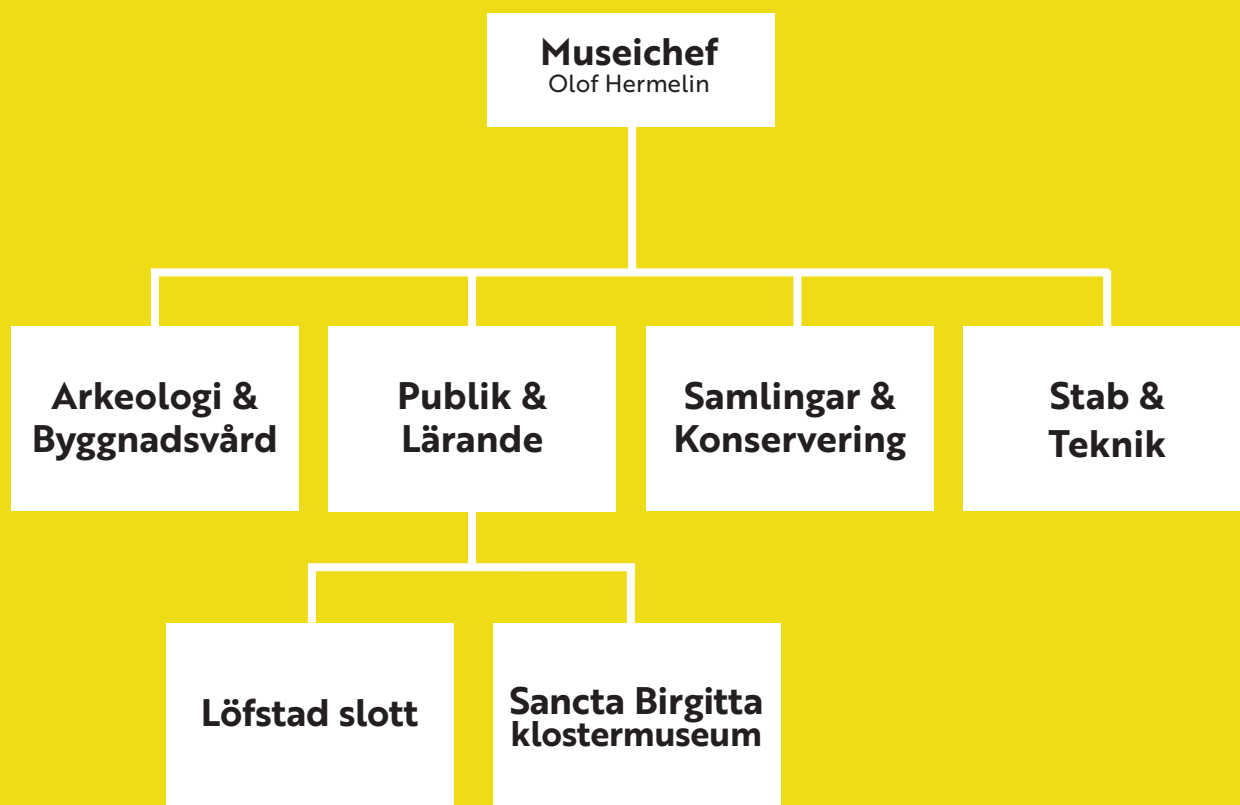 Museichef
Olof Hermelin
Arkeologi &
Byggnadsvård
Publik &
Lärande
Samlingar &
Konservering
Stab &
Teknik
Löfstad slott
Sancta Birgitta
klostermuseum